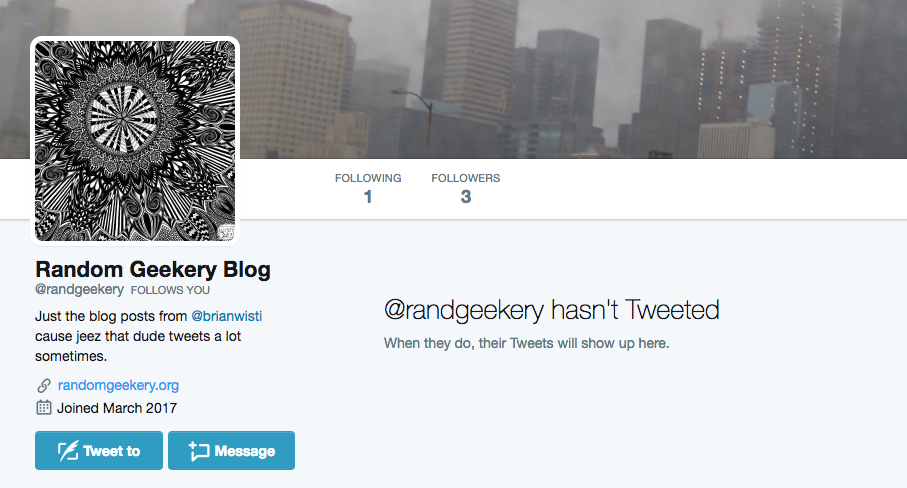 FOLLOWING
1
FOLLOWERS
3
Random Geekery Blog
@randgeekery FOLLOWS YOU
Just the blog posts from @brianwisti
cause jeez that dude tweets a lot
sometimes.
randomgeekery.org
Joined March 2017
Tweet to
Message
@randgeekery hasn't Tweeted
When they do, their Tweets will show up here.